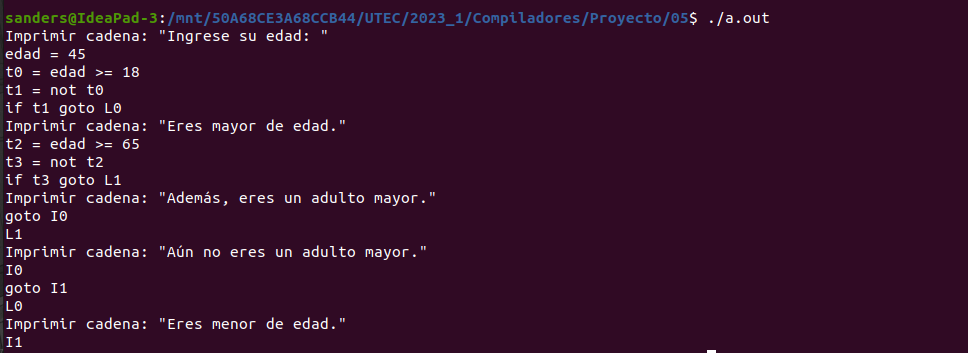 sanders@IdeaPad-3:/mnt/50A68CE3A68CCB44/UTEC/2023_1/Compiladores/Proyecto/05$ ./a.out
Imprimir cadena: "Ingrese su edad: "
edad = 45
t0 = edad >= 18
t1 = not t0
if t1 goto L0
Imprimir cadena: "Eres mayor de edad."
t2 = edad >= 65
t3 = not t2
if t3 goto L1
Imprimir cadena: "Además, eres un adulto mayor."
goto I0
L1
Imprimir cadena: "Aún no eres un adulto mayor."
I0
goto I1
L0
Imprimir cadena: "Eres menor de edad."
I1